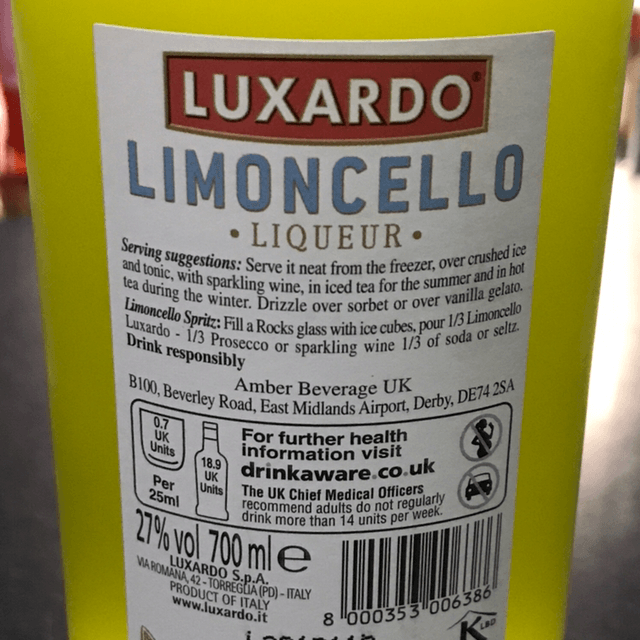 LUXARDO®
LIMONCELLO
• LIQUEUR •
Serving suggestions: Serve it neat from the freezer, over crushed ice
and tonic, with sparkling wine, in iced tea for the summer and in hot
tea during the winter. Drizzle over sorbet or over vanilla gelato.
Limoncello Spritz: Fill a Rocks glass with ice cubes, pour 1/3 Limoncello
Luxardo - 1/3 Prosecco or sparkling wine 1/3 of soda or seltz.
Drink responsibly
Amber Beverage UK
B100, Beverley Road, East Midlands Airport, Derby, DE74 2SA
0.7
UK
Units
Per
25ml
18.9
UK
Units
For further health
information visit
drinkaware.co.uk
The UK Chief Medical Officers
recommend adults do not regularly
drink more than 14 units per week.
27% vol 700 ml e
LUXARDO S.p.A.
VIA ROMANA, 42 - TORREGLIA (PD) - ITALY
PRODUCT OF ITALY
www.luxardo.it
8 000353 006386
K LBD